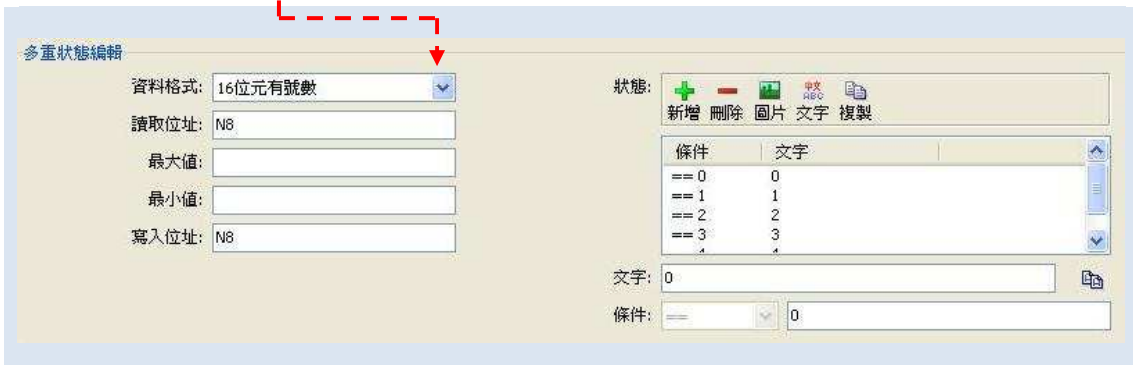 多重狀態編輯
資料格式: 16位元有號數
讀取位址: N8
最大值:
最小值:
寫入位址: N8
狀態:
新增 刪除 圖片 文字 複製
中文
ABC
條件 文字
== 0 0
== 1 1
== 2 2
== 3 3
文字: 0
條件: == 0